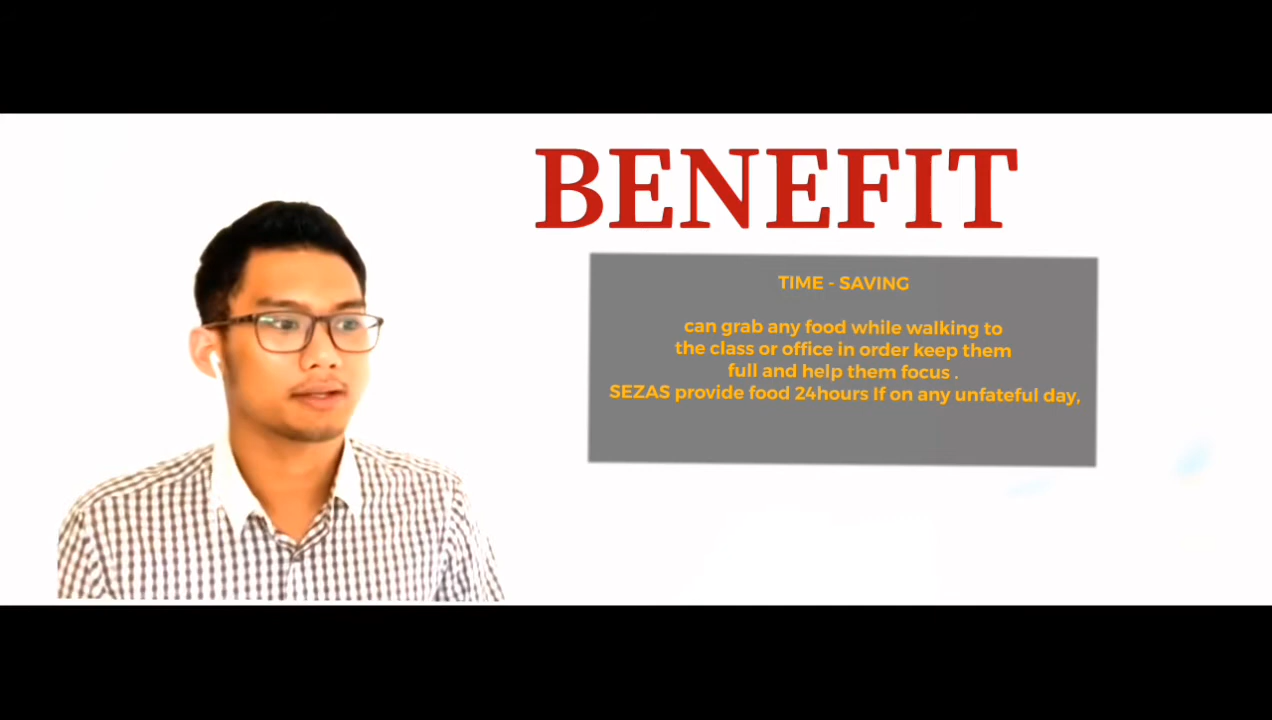 BENEFIT
TIME - SAVING
can grab any food while walking to
the class or office in order keep them
full and help them focus .
SEZAS provide food 24hours If on any unfateful day,